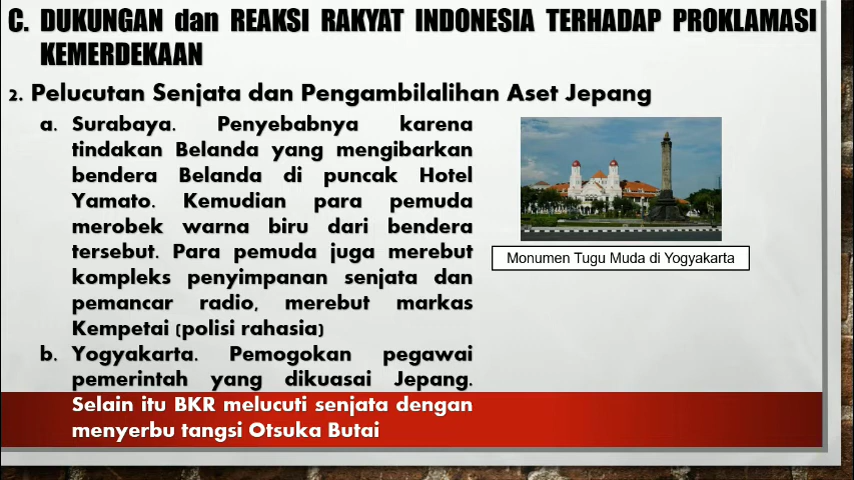 C. DUKUNGAN dan REAKSI RAKYAT INDONESIA TERHADAP PROKLAMASI
KEMERDEKAAN
2. Pelucutan Senjata dan Pengambilalihan Aset Jepang
a. Surabaya. Penyebabnya karena
tindakan Belanda yang mengibarkan
bendera Belanda di puncak Hotel
Yamato. Kemudian para pemuda
merobek warna biru dari bendera
tersebut. Para pemuda juga merebut
kompleks penyimpanan senjata dan
pemancar radio, merebut markas
Kempetai (polisi rahasia)
b. Yogyakarta. Pemogokan pegawai
pemerintah yang dikuasai Jepang.
Selain itu BKR melucuti senjata dengan
menyerbu tangsi Otsuka Butai
Monumen Tugu Muda di Yogyakarta